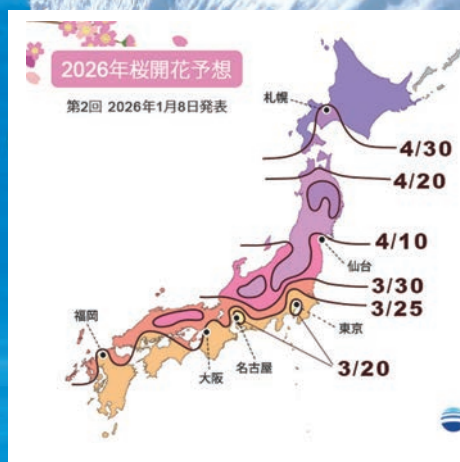 2026年桜開花予想
第2回 2026年1月8日発表
札幌
4/30
4/20
4/10
仙台
3/30
3/25
福岡
東京
名古屋
大阪
3/20